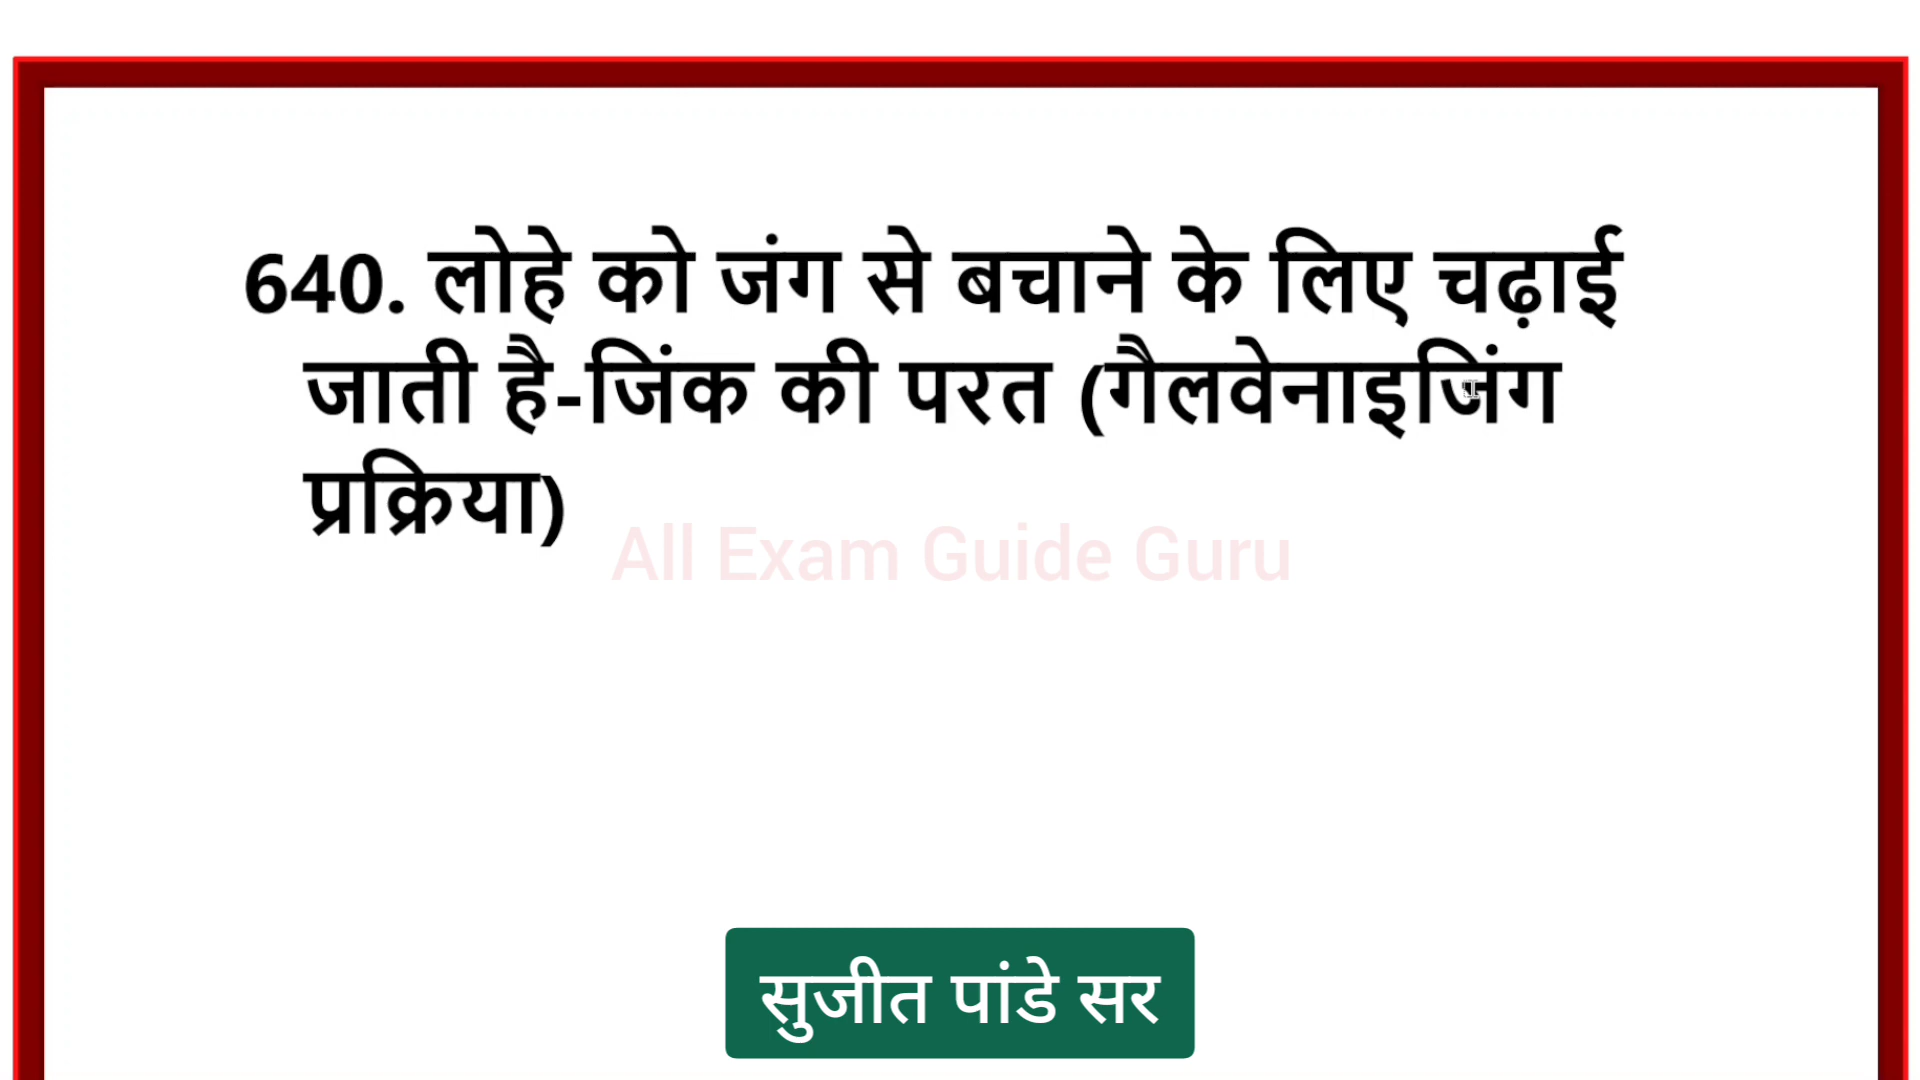 640. लोहे को जंग से बचाने के लिए चढ़ाई
जाती है-जिंक की परत (गैलवेनाइजिंग
प्रक्रिया)
All Exam Guide Guru
सुजीत पांडे सर